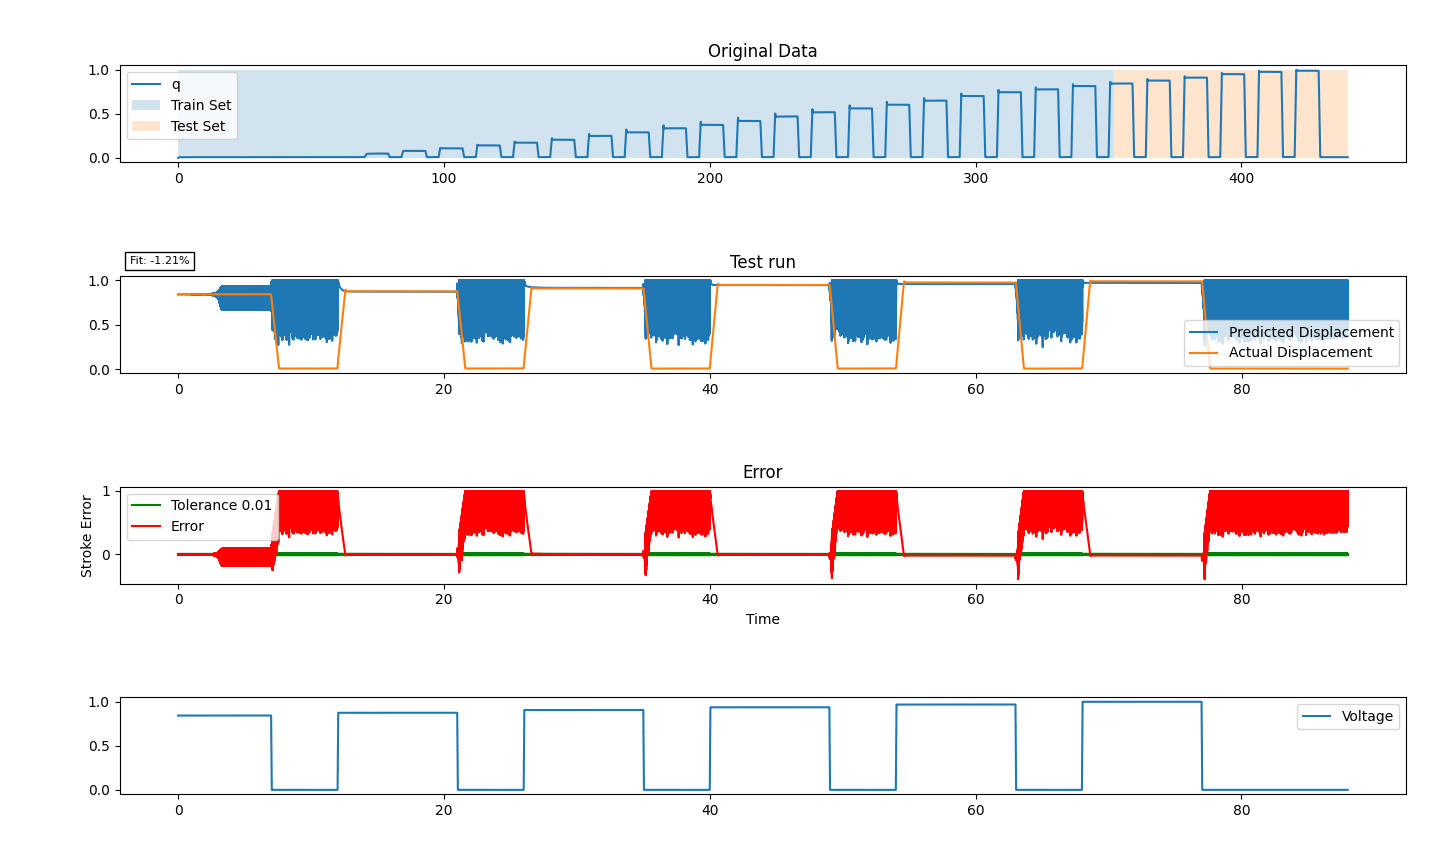 Original Data
1.0
0.5
0.0
q
Train Set
Test Set
0 100 200 300 400
Fit: -1.21%
Test run
1.0
0.5
0.0
Predicted Displacement
Actual Displacement
0 20 40 60 80
Error
Stroke Error
1
0
Tolerance 0.01
Error
0 20 40 60 80
Time
1.0
0.5
0.0
Voltage
0 20 40 60 80